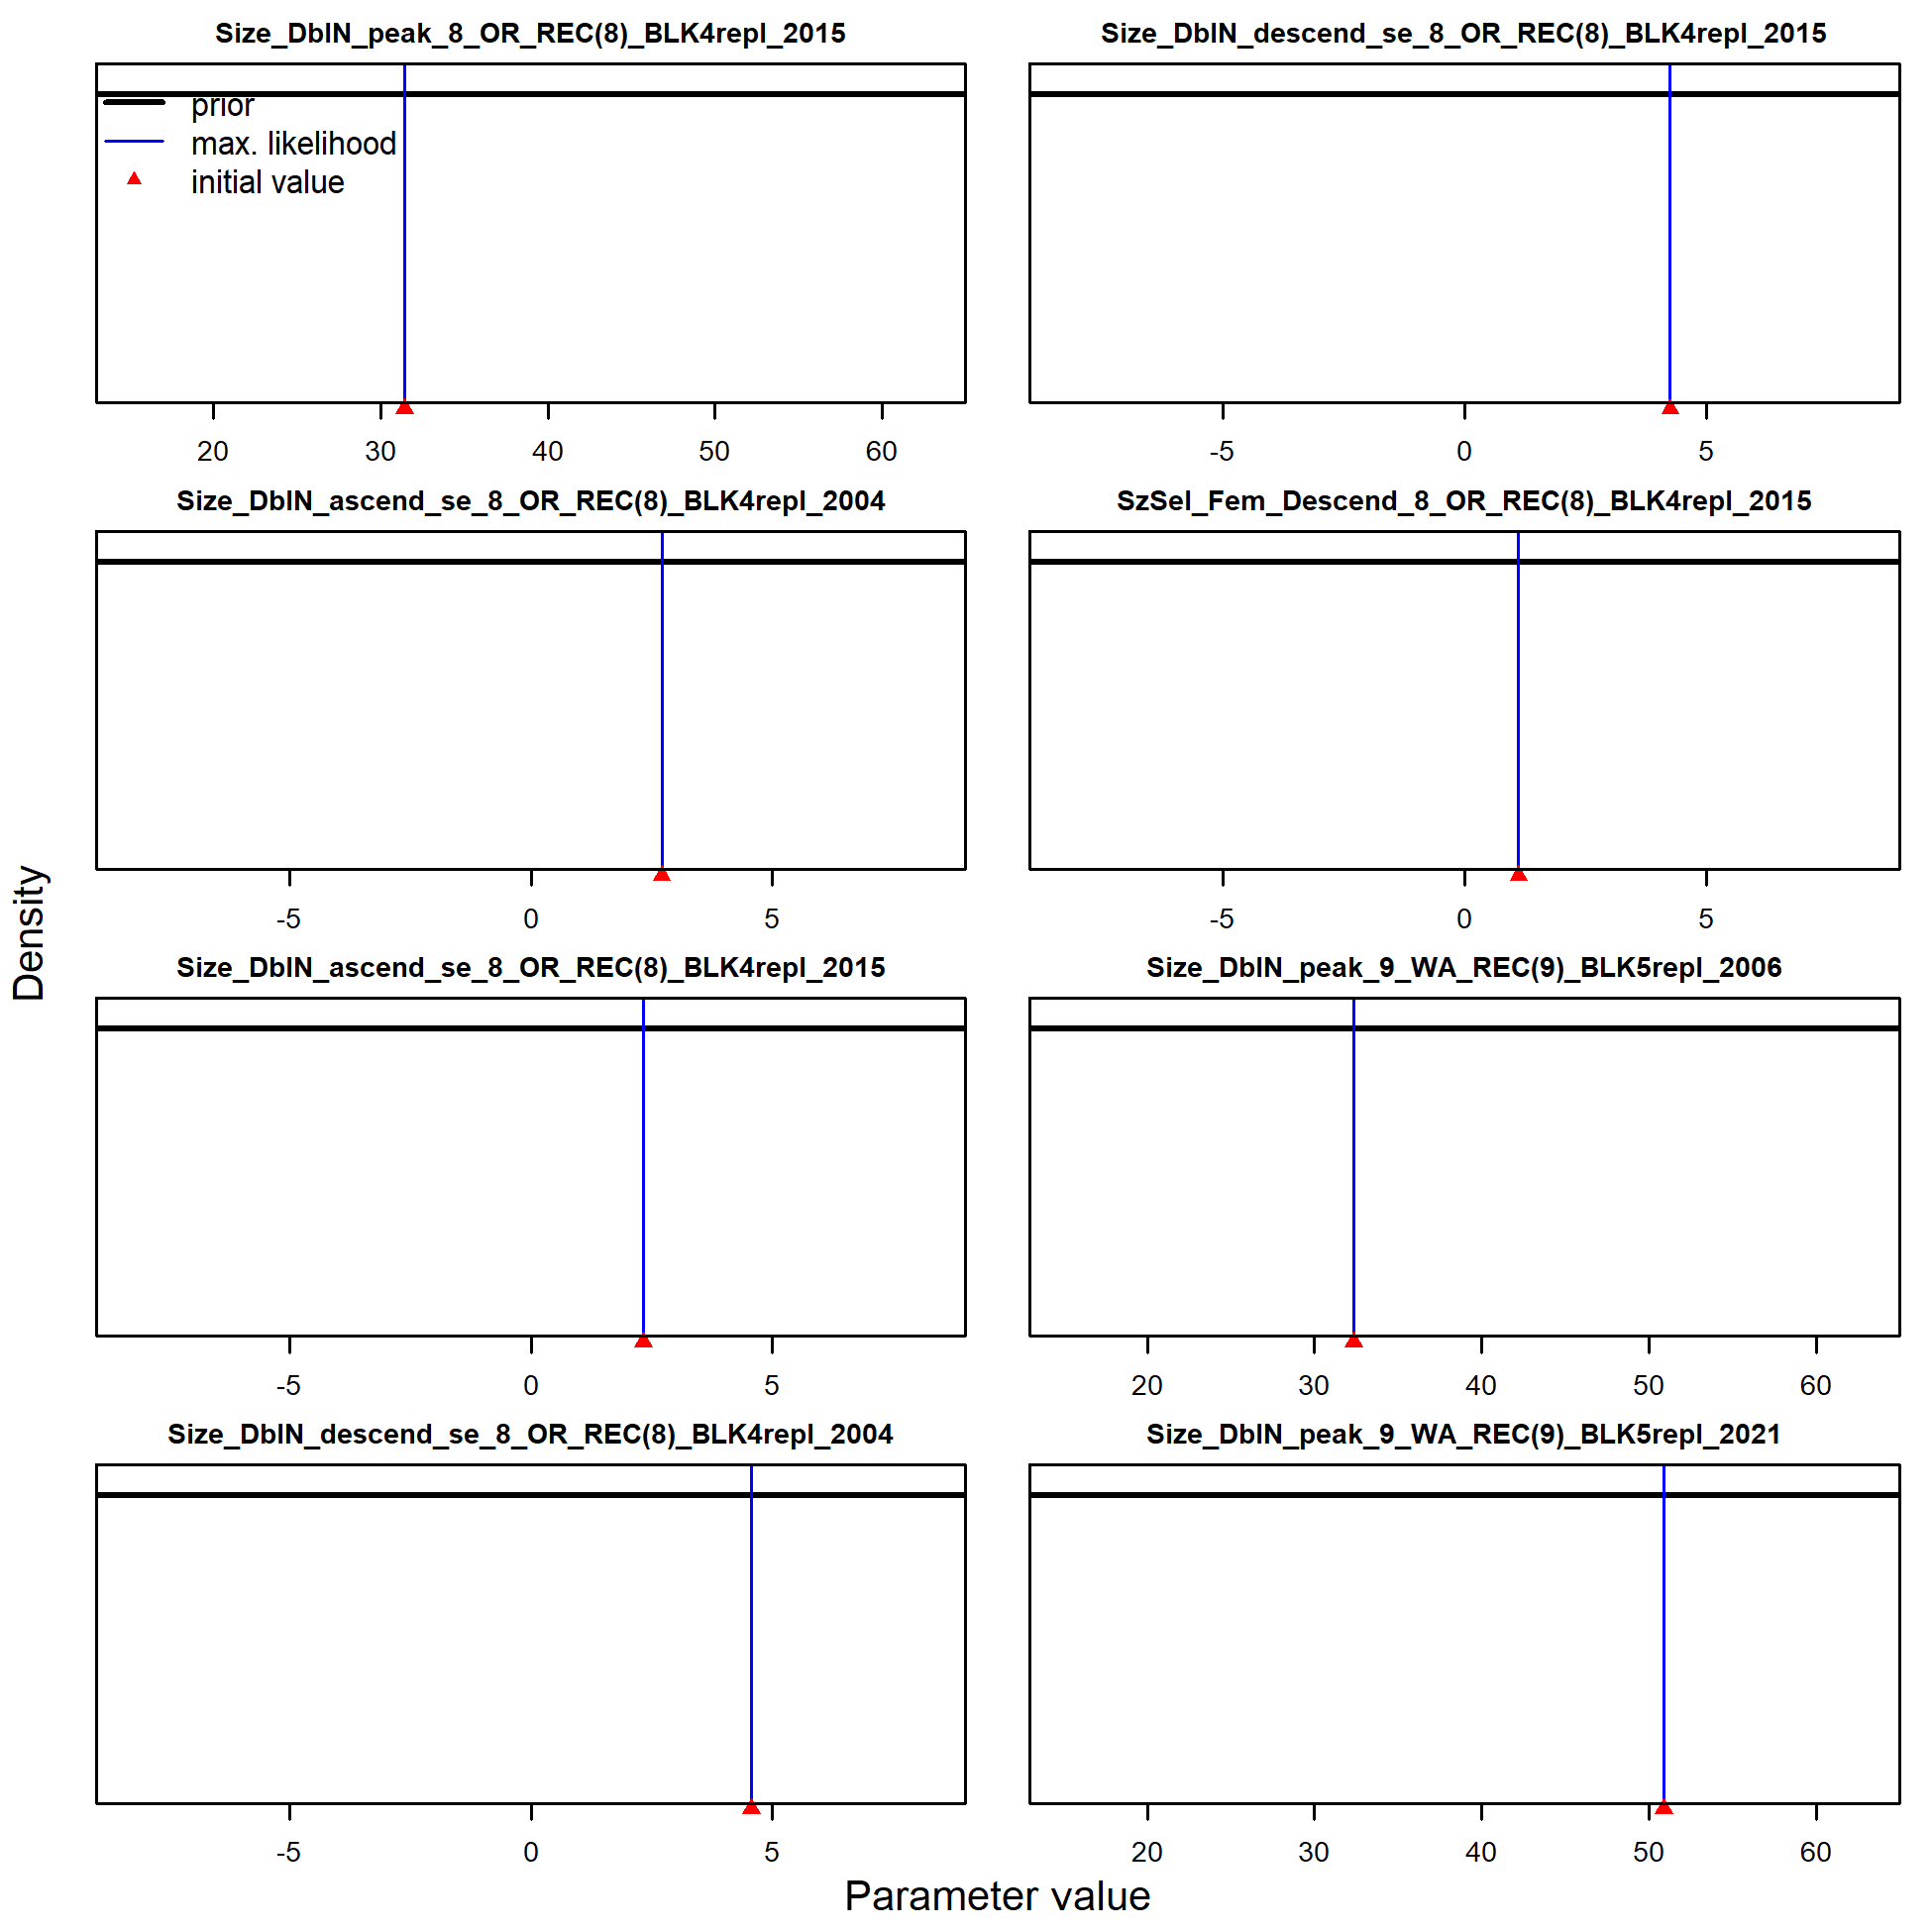 Size_DblN_peak_8_OR_REC(8)_BLK4repl_2015
prior
max. likelihood
initial value
20 30 40 50 60
Size_DblN_descend_se_8_OR_REC(8)_BLK4repl_2015
-5 0 5
Size_DblN_ascend_se_8_OR_REC(8)_BLK4repl_2004
-5 0 5
SzSel_Fem_Descend_8_OR_REC(8)_BLK4repl_2015
-5 0 5
Size_DblN_ascend_se_8_OR_REC(8)_BLK4repl_2015
-5 0 5
Size_DblN_peak_9_WA_REC(9)_BLK5repl_2006
20 30 40 50 60
Size_DblN_descend_se_8_OR_REC(8)_BLK4repl_2004
-5 0 5
Size_DblN_peak_9_WA_REC(9)_BLK5repl_2021
20 30 40 50 60
Density
Parameter value